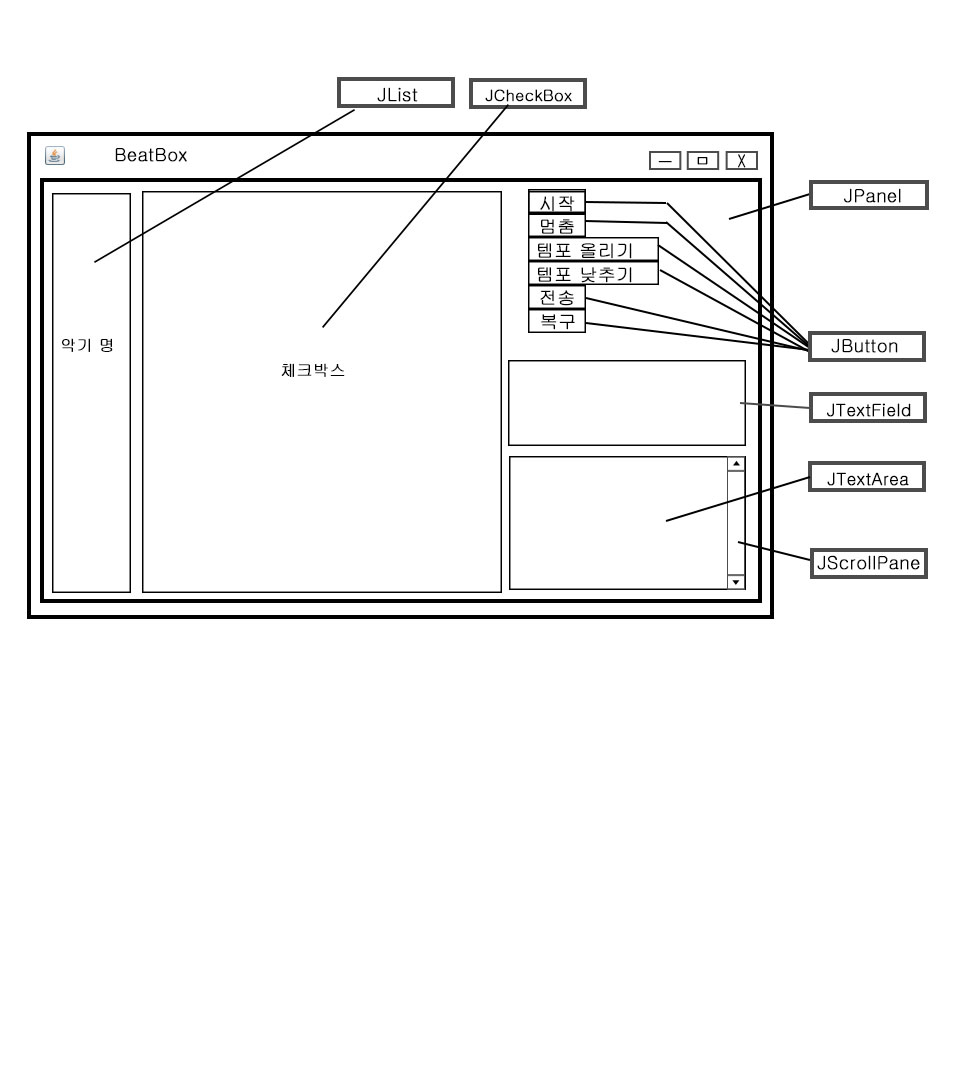 JList
JCheckBox
BeatBox
X
JPanel
시작
멈춤
템포 올리기
템포 낮추기
전송
복구
JButton
악기 명
체크박스
JTextField
JTextArea
JScrollPane